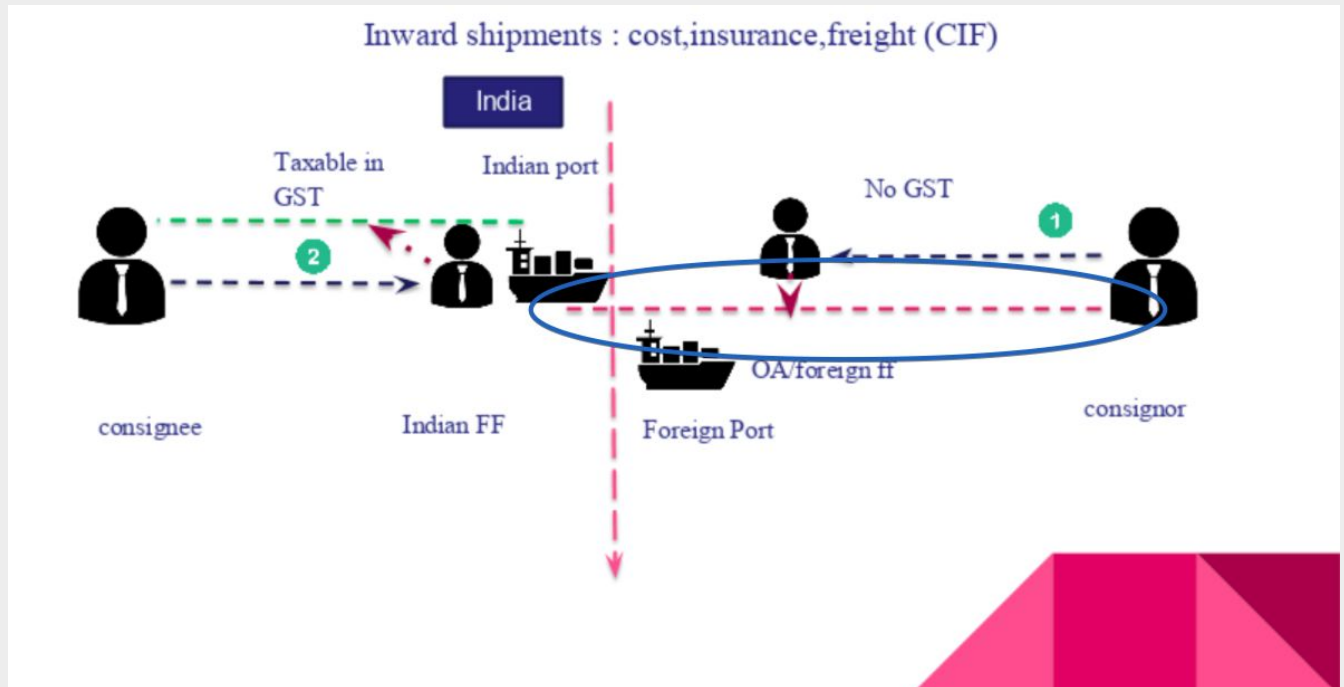 Inward shipments : cost,insurance,freight (CIF)
India
Taxable in
GST
Indian port
No GST
1
2
OA/foreign ff
consignor
consignee
Indian FF
Foreign Port